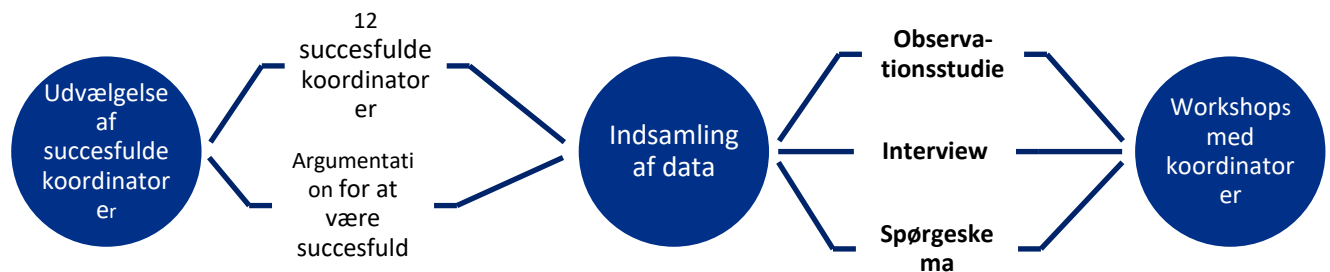 Udvælgelse
af
succesfulde
koordinator
er
12
succesfulde
koordinator
er
Argumentati
on for at
være
succesfuld
Indsamling
af data
Observa-
tionsstudie
Interview
Spørgeske
ma
Workshops
med
koordinator
er